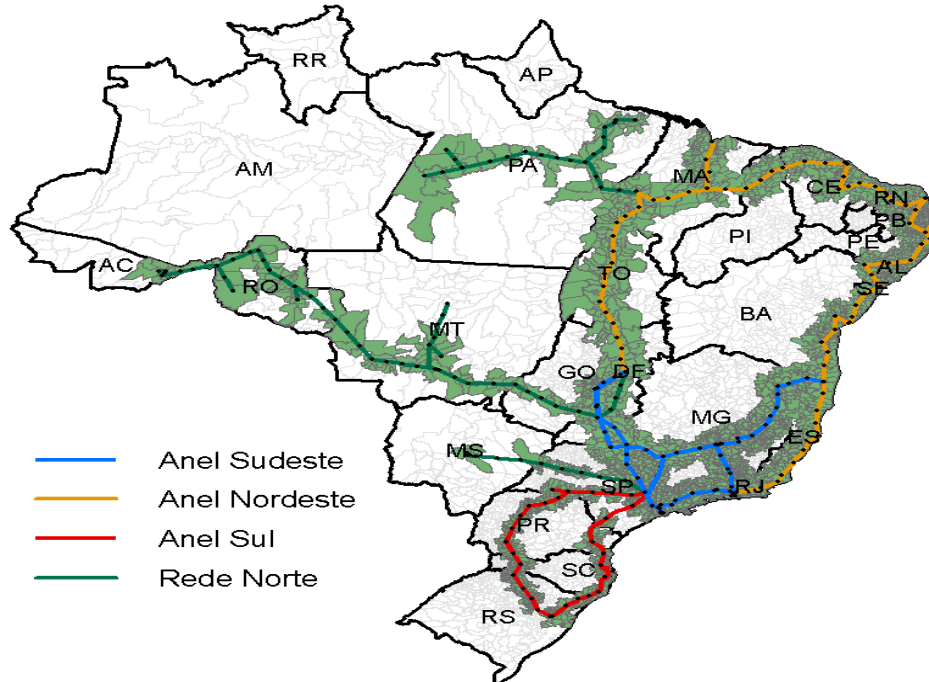 RR
AP
AM
PA
MA
CE
RN
PB
PE
PI
AL
SE
AC
RO
TO
BA
MT
GO
DF
MG
ES
MS
SP
RJ
PR
SC
RS
Anel Sudeste
Anel Nordeste
Anel Sul
Rede Norte